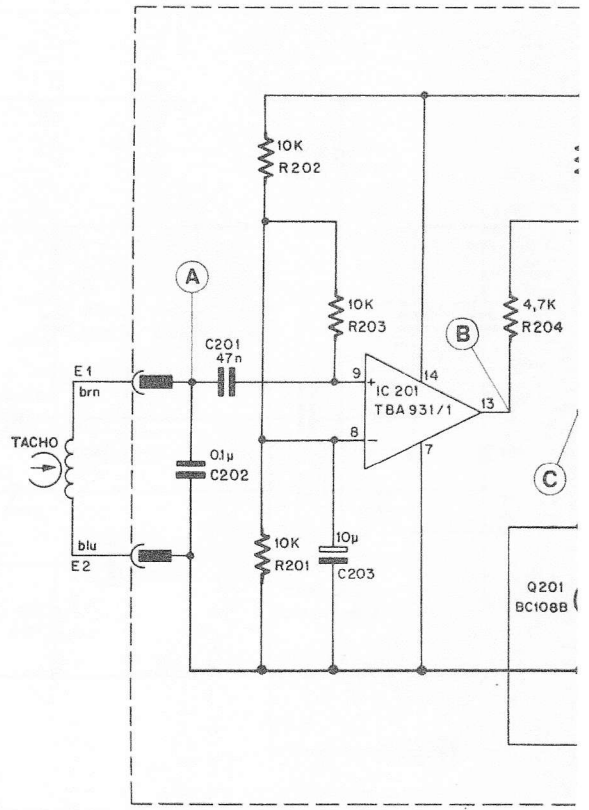 10K
R202
A
10K
R203
4,7K
R204
C201
47n
B
E1
brn
9
+
14
IC 201
TBA 931/1
13
TACHO
8
−
7
0.1µ
C202
C
blu
E2
10K
R201
10µ
C203
Q201
BC108B